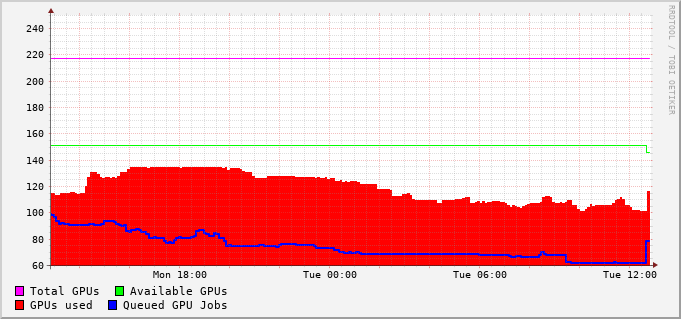 RRDTOOL / TOBI OETIKER
240
220
200
180
160
140
120
100
80
60
Mon 18:00 Tue 00:00 Tue 06:00 Tue 12:00
Total GPUs Available GPUs
GPUs used Queued GPU Jobs